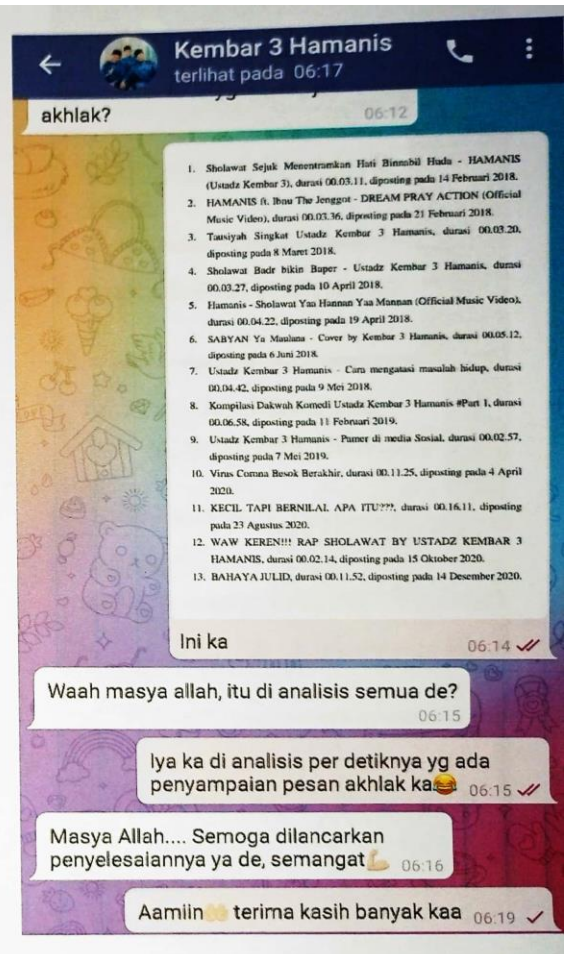 Kembar 3 Hamanis
terlihat pada 06:17
akhlak?
06:12
1. Sholawat Sejuk Menentramkan Hati Binnabil Huda - HAMANIS
(Ustadz Kembar 3), durasi 00.03.11, diposting pada 14 Februari 2018.
2. HAMANIS ft. Ibnu The Jenggot - DREAM PRAY ACTION (Official
Music Video), durasi 00.03.36, diposting pada 21 Februari 2018.
3. Tausiyah Singkat Ustadz Kembar 3 Hamanis, durasi 00.03.20,
diposting pada 8 Maret 2018.
4. Sholawat Badr bikin Baper - Ustadz Kembar 3 Hamanis, durasi
00.03.27, diposting pada 10 April 2018.
5. Hamanis - Sholawat Yaa Hannan Yaa Mannan (Official Music Video),
durasi 00.04.22, diposting pada 19 April 2018.
6. SABYAN Ya Maulana - Cover by Kembar 3 Hamanis, durasi 00.05.12,
diposting pada 6 Juni 2018.
7. Ustadz Kembar 3 Hamanis - Cara mengatasi masalah hidup, durasi
00.04.42, diposting pada 9 Mei 2018.
8. Kompilasi Dakwah Komedi Ustadz Kembar 3 Hamanis #Part 1, durasi
00.06.58, diposting pada 11 Februari 2019.
9. Ustadz Kembar 3 Hamanis - Pamer di media Sosial, durasi 00.02.57,
diposting pada 7 Mei 2019.
10. Virus Corona Besok Berakhir, durasi 00.11.25, diposting pada 4 April
2020.
11. KECIL TAPI BERNILAI, APA ITU???, durasi 00.16.11, diposting
pada 23 Agustus 2020.
12. WAW KEREN!!! RAP SHOLAWAT BY USTADZ KEMBAR 3
HAMANIS, durasi 00.02.14, diposting pada 15 Oktober 2020.
13. BAHAYA JULID, durasi 00.11.52, diposting pada 14 Desember 2020.
Ini ka
06:14
Waah masya allah, itu di analisis semua de?
06:15
Iya ka di analisis per detiknya yg ada
penyampaian pesan akhlak ka😂 06:15
Masya Allah.... Semoga dilancarkan
penyelesaiannya ya de, semangat💪 06:16
Aamiin🤲 terima kasih banyak kaa 06:19